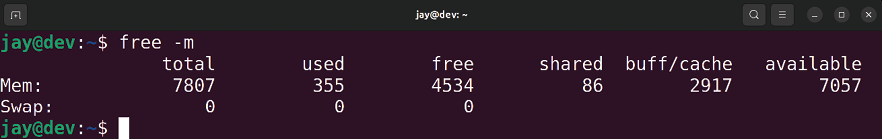 jay@dev: ~
jay@dev:~$ free -m
total used free shared buff/cache available
Mem: 7807 355 4534 86 2917 7057
Swap: 0 0 0
jay@dev:~$